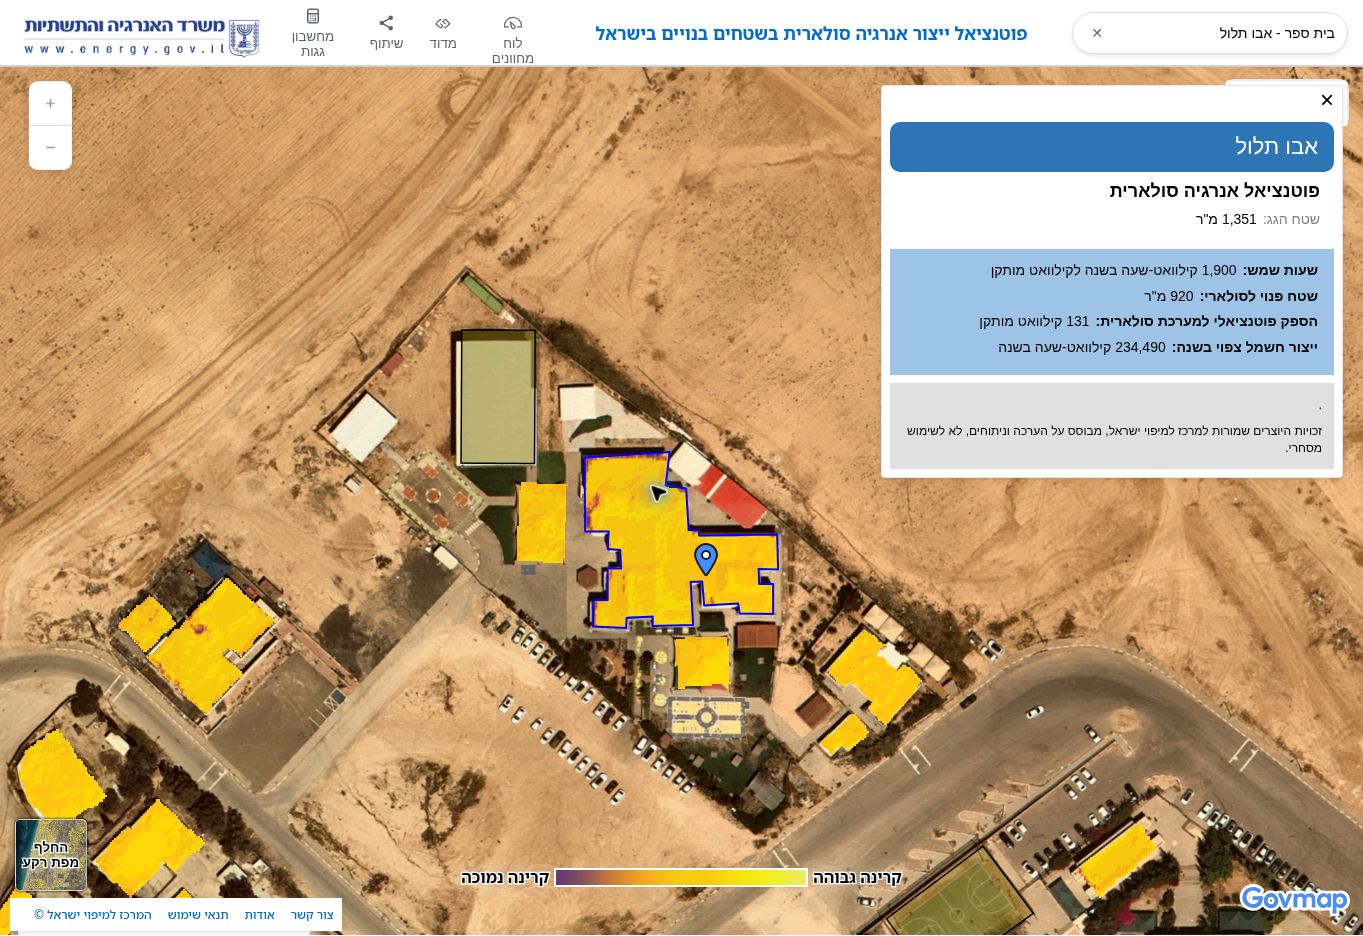 בית ספר - אבו תלול
פוטנציאל ייצור אנרגיה סולארית בשטחים בנויים בישראל
לוח
מחוונים
מדוד
שיתוף
מחשבון
גגות
משרד האנרגיה והתשתיות
www.energy.gov.il
אבו תלול
פוטנציאל אנרגיה סולארית
שטח הגג: 1,351 מ"ר
שעות שמש: 1,900 קילוואט-שעה בשנה לקילוואט מותקן
שטח פנוי לסולארי: 920 מ"ר
הספק פוטנציאלי למערכת סולארית: 131 קילוואט מותקן
ייצור חשמל צפוי בשנה: 234,490 קילוואט-שעה בשנה
.
זכויות היוצרים שמורות למרכז למיפוי ישראל, מבוסס על הערכה וניתוחים, לא לשימוש
מסחרי.
החלף
מפת רקע
קרינה גבוהה
קרינה נמוכה
צור קשר אודות תנאי שימוש המרכז למיפוי ישראל ©
Govmap